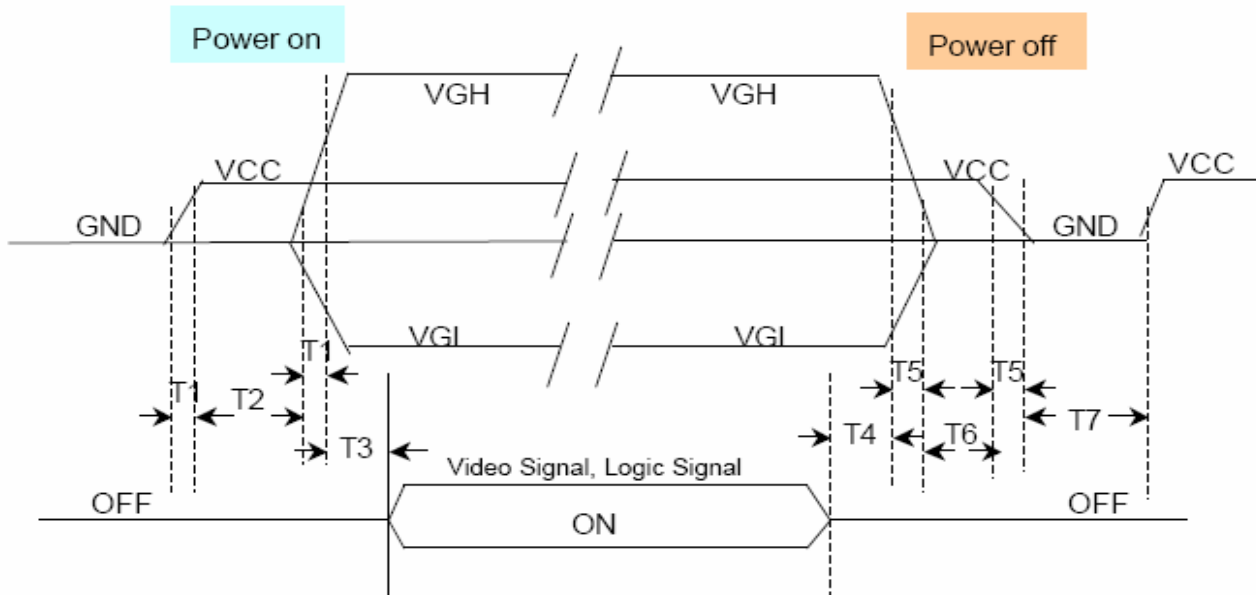 Power on
Power off
VGH
VGH
VCC
VCC
VCC
GND
GND
VGL
VGL
T1
T1
T2
T5
T5
T3
T4
T6
T7
Video Signal, Logic Signal
OFF
ON
OFF